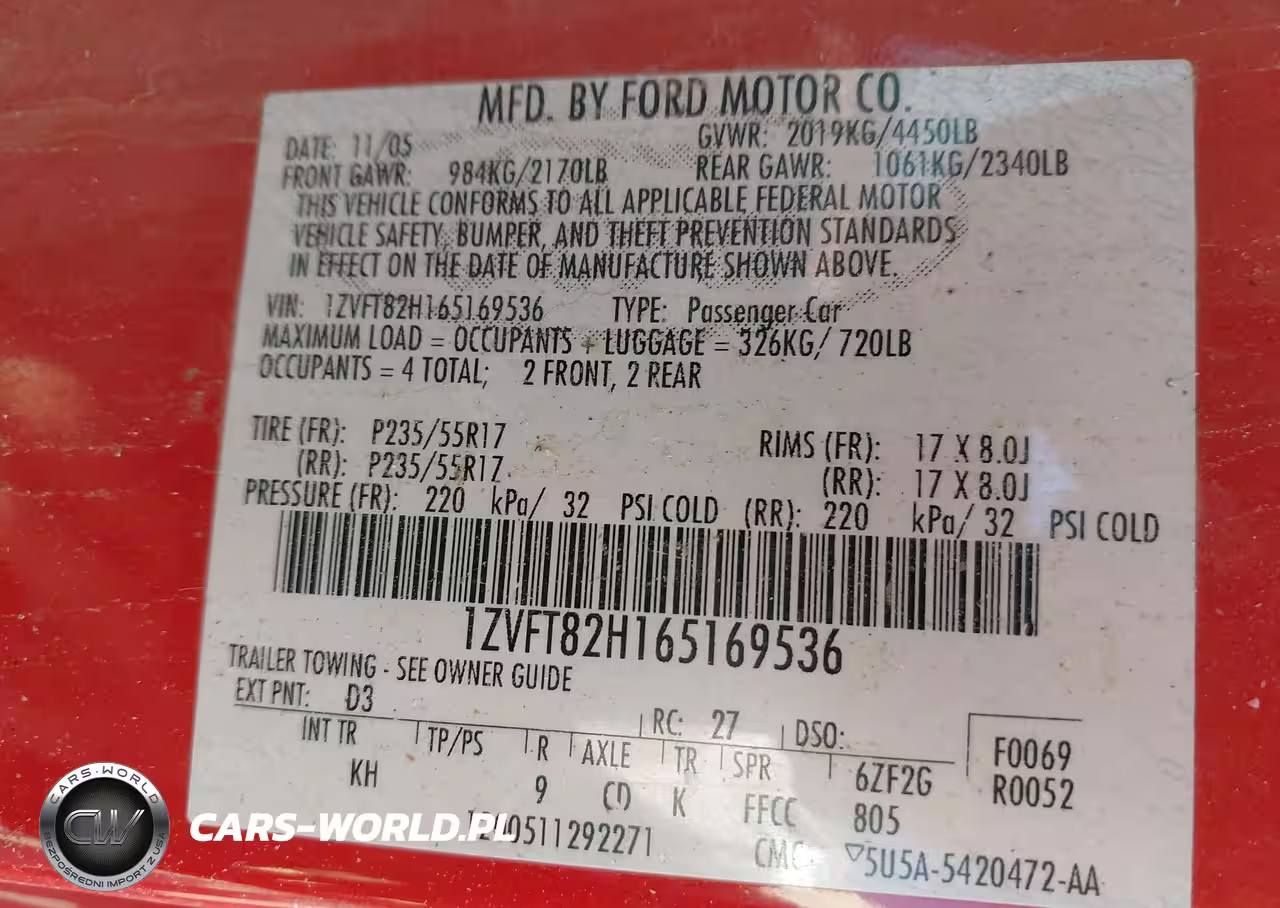 MFD. BY FORD MOTOR CO.
DATE: 11/05 GVWR: 2019KG/4450LB
FRONT GAWR: 984KG/2170LB REAR GAWR: 1061KG/2340LB
THIS VEHICLE CONFORMS TO ALL APPLICABLE FEDERAL MOTOR
VEHICLE SAFETY, BUMPER, AND THEFT PREVENTION STANDARDS
IN EFFECT ON THE DATE OF MANUFACTURE SHOWN ABOVE.
VIN: 1ZVFT82H165169536 TYPE: Passenger Car
MAXIMUM LOAD = OCCUPANTS + LUGGAGE = 326KG/ 720LB
OCCUPANTS = 4 TOTAL; 2 FRONT, 2 REAR
TIRE (FR): P235/55R17 RIMS (FR): 17 X 8.0J
(RR): P235/55R17 (RR): 17 X 8.0J
PRESSURE (FR): 220 kPa/ 32 PSI COLD (RR): 220 kPa/ 32 PSI COLD
1ZVFT82H165169536
TRAILER TOWING - SEE OWNER GUIDE
EXT PNT: D3 RC: 27 DSO:
INT TR TP/PS R AXLE TR SPR 6ZF2G F0069
KH 9 K FFCC 805 R0052
0511292271 CMC ▽5U5A-5420472-AA
CARS-WORLD
CW
BEZPOŚREDNI IMPORT Z USA
CARS-WORLD.PL